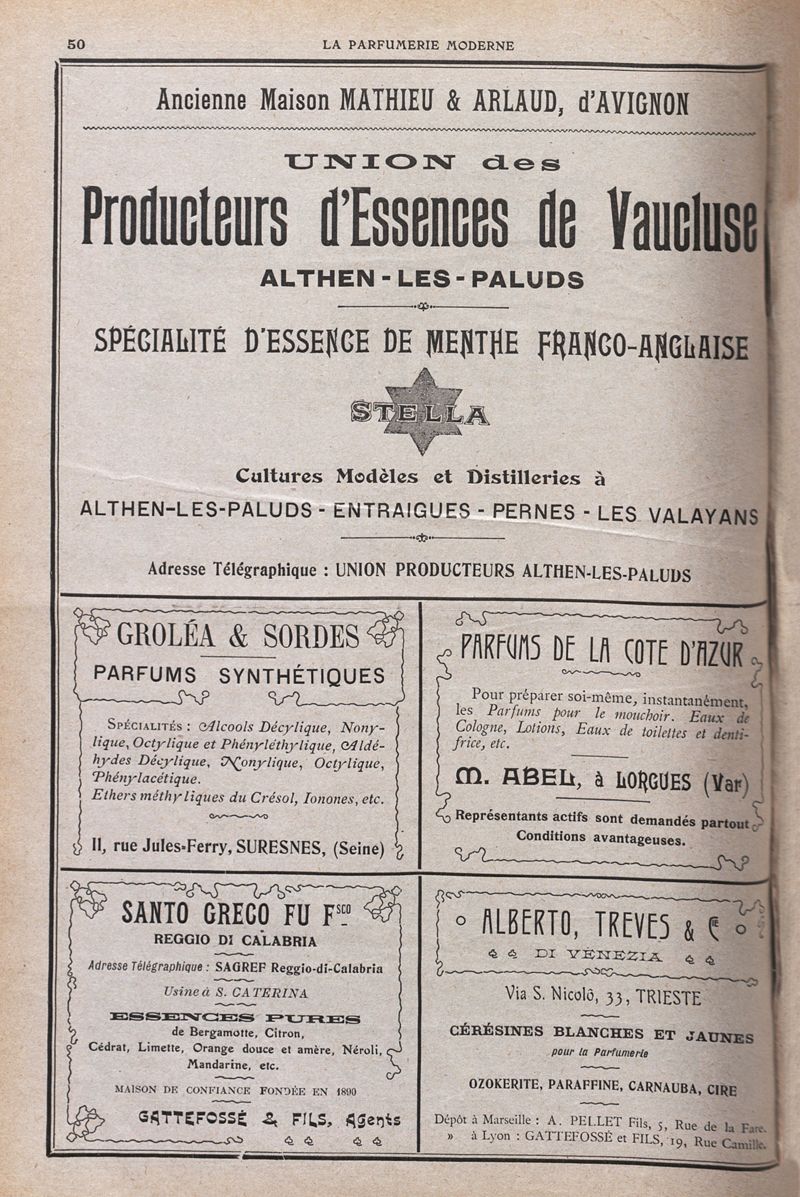 50
LA PARFUMERIE MODERNE
Ancienne Maison MATHIEU & ARLAUD, d'AVIGNON
UNION des
Producteurs d'Essences de Vaucluse
ALTHEN-LES-PALUDS
SPÉCIALITÉ D'ESSENCE DE MENTHE FRANCO-ANGLAISE
STELLA
Cultures Modèles et Distilleries à
ALTHEN-LES-PALUDS - ENTRAIGUES - PERNES - LES VALAYANS
Adresse Télégraphique : UNION PRODUCTEURS ALTHEN-LES-PALUDS
GROLÉA & SORDES
PARFUMS SYNTHÉTIQUES
SPÉCIALITÉS : Alcools Décylique, Nony-
lique, Octylique et Phényléthylique, Aldé-
hydes Décylique, Nonylique, Octylique,
Phénylacétique.
Ethers méthyliques du Crésol, Ionones, etc.
11, rue Jules-Ferry, SURESNES, (Seine)
PARFUMS DE LA COTE D'AZUR
Pour préparer soi-même, instantanément,
les Parfums pour le mouchoir. Eaux de
Cologne, Lotions, Eaux de toilettes et denti-
frice, etc.
M. ABEL, à LORGUES (Var)
Représentants actifs sont demandés partout
Conditions avantageuses.
SANTO GRECO FU Fsco
REGGIO DI CALABRIA
Adresse Télégraphique : SAGREF Reggio-di-Calabria
Usine à S. CATERINA
ESSENCES PURES
de Bergamotte, Citron,
Cédrat, Limette, Orange douce et amère, Néroli,
Mandarine, etc.
MAISON DE CONFIANCE FONDÉE EN 1890
GATTEFOSSÉ & FILS, Agents
ALBERTO, TREVES & Cie
DI VENEZIA
Via S. Nicolô, 33, TRIESTE
CÉRÉSINES BLANCHES ET JAUNES
pour la Parfumerie
OZOKERITE, PARAFFINE, CARNAUBA, CIRE
Dépôt à Marseille : A. PELLET Fils, 5, Rue de la Fare.
» à Lyon : GATTEFOSSÉ et FILS, 19, Rue Camille.